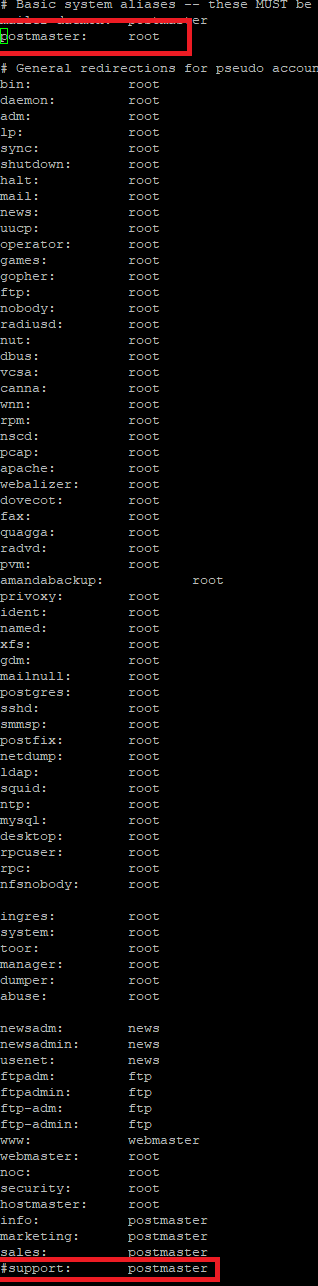 # Basic system aliases -- these MUST be
mailer-daemon: postmaster
postmaster: root
# General redirections for pseudo accoun
bin: root
daemon: root
adm: root
lp: root
sync: root
shutdown: root
halt: root
mail: root
news: root
uucp: root
operator: root
games: root
gopher: root
ftp: root
nobody: root
radiusd: root
nut: root
dbus: root
vcsa: root
canna: root
wnn: root
rpm: root
nscd: root
pcap: root
apache: root
webalizer: root
dovecot: root
fax: root
quagga: root
radvd: root
pvm: root
amandabackup: root
privoxy: root
ident: root
named: root
xfs: root
gdm: root
mailnull: root
postgres: root
sshd: root
smmsp: root
postfix: root
netdump: root
ldap: root
squid: root
ntp: root
mysql: root
desktop: root
rpcuser: root
rpc: root
nfsnobody: root
ingres: root
system: root
toor: root
manager: root
dumper: root
abuse: root
newsadm: news
newsadmin: news
usenet: news
ftpadm: ftp
ftpadmin: ftp
ftp-adm: ftp
ftp-admin: ftp
www: webmaster
webmaster: root
noc: root
security: root
hostmaster: root
info: postmaster
marketing: postmaster
sales: postmaster
#support: postmaster